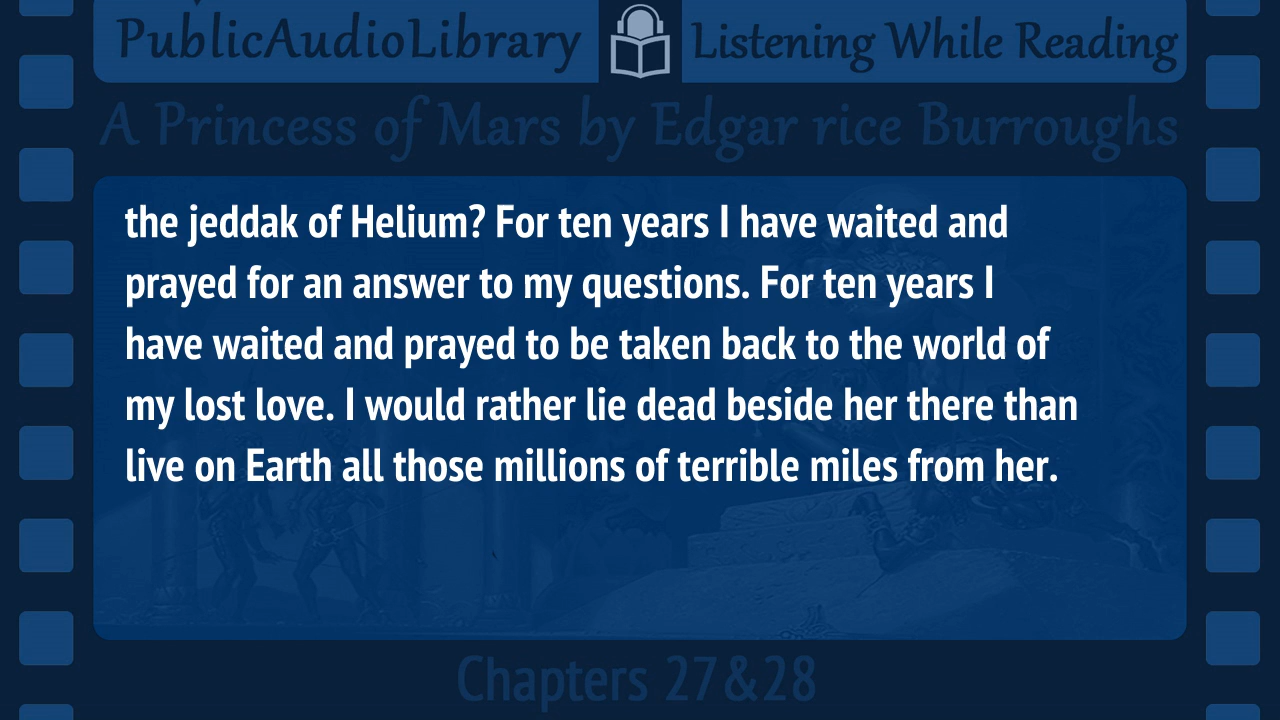 PublicAudioLibrary Listening While Reading
A Princess of Mars by Edgar rice Burroughs
the jeddak of Helium? For ten years I have waited and
prayed for an answer to my questions. For ten years I
have waited and prayed to be taken back to the world of
my lost love. I would rather lie dead beside her there than
live on Earth all those millions of terrible miles from her.
Chapters 27&28